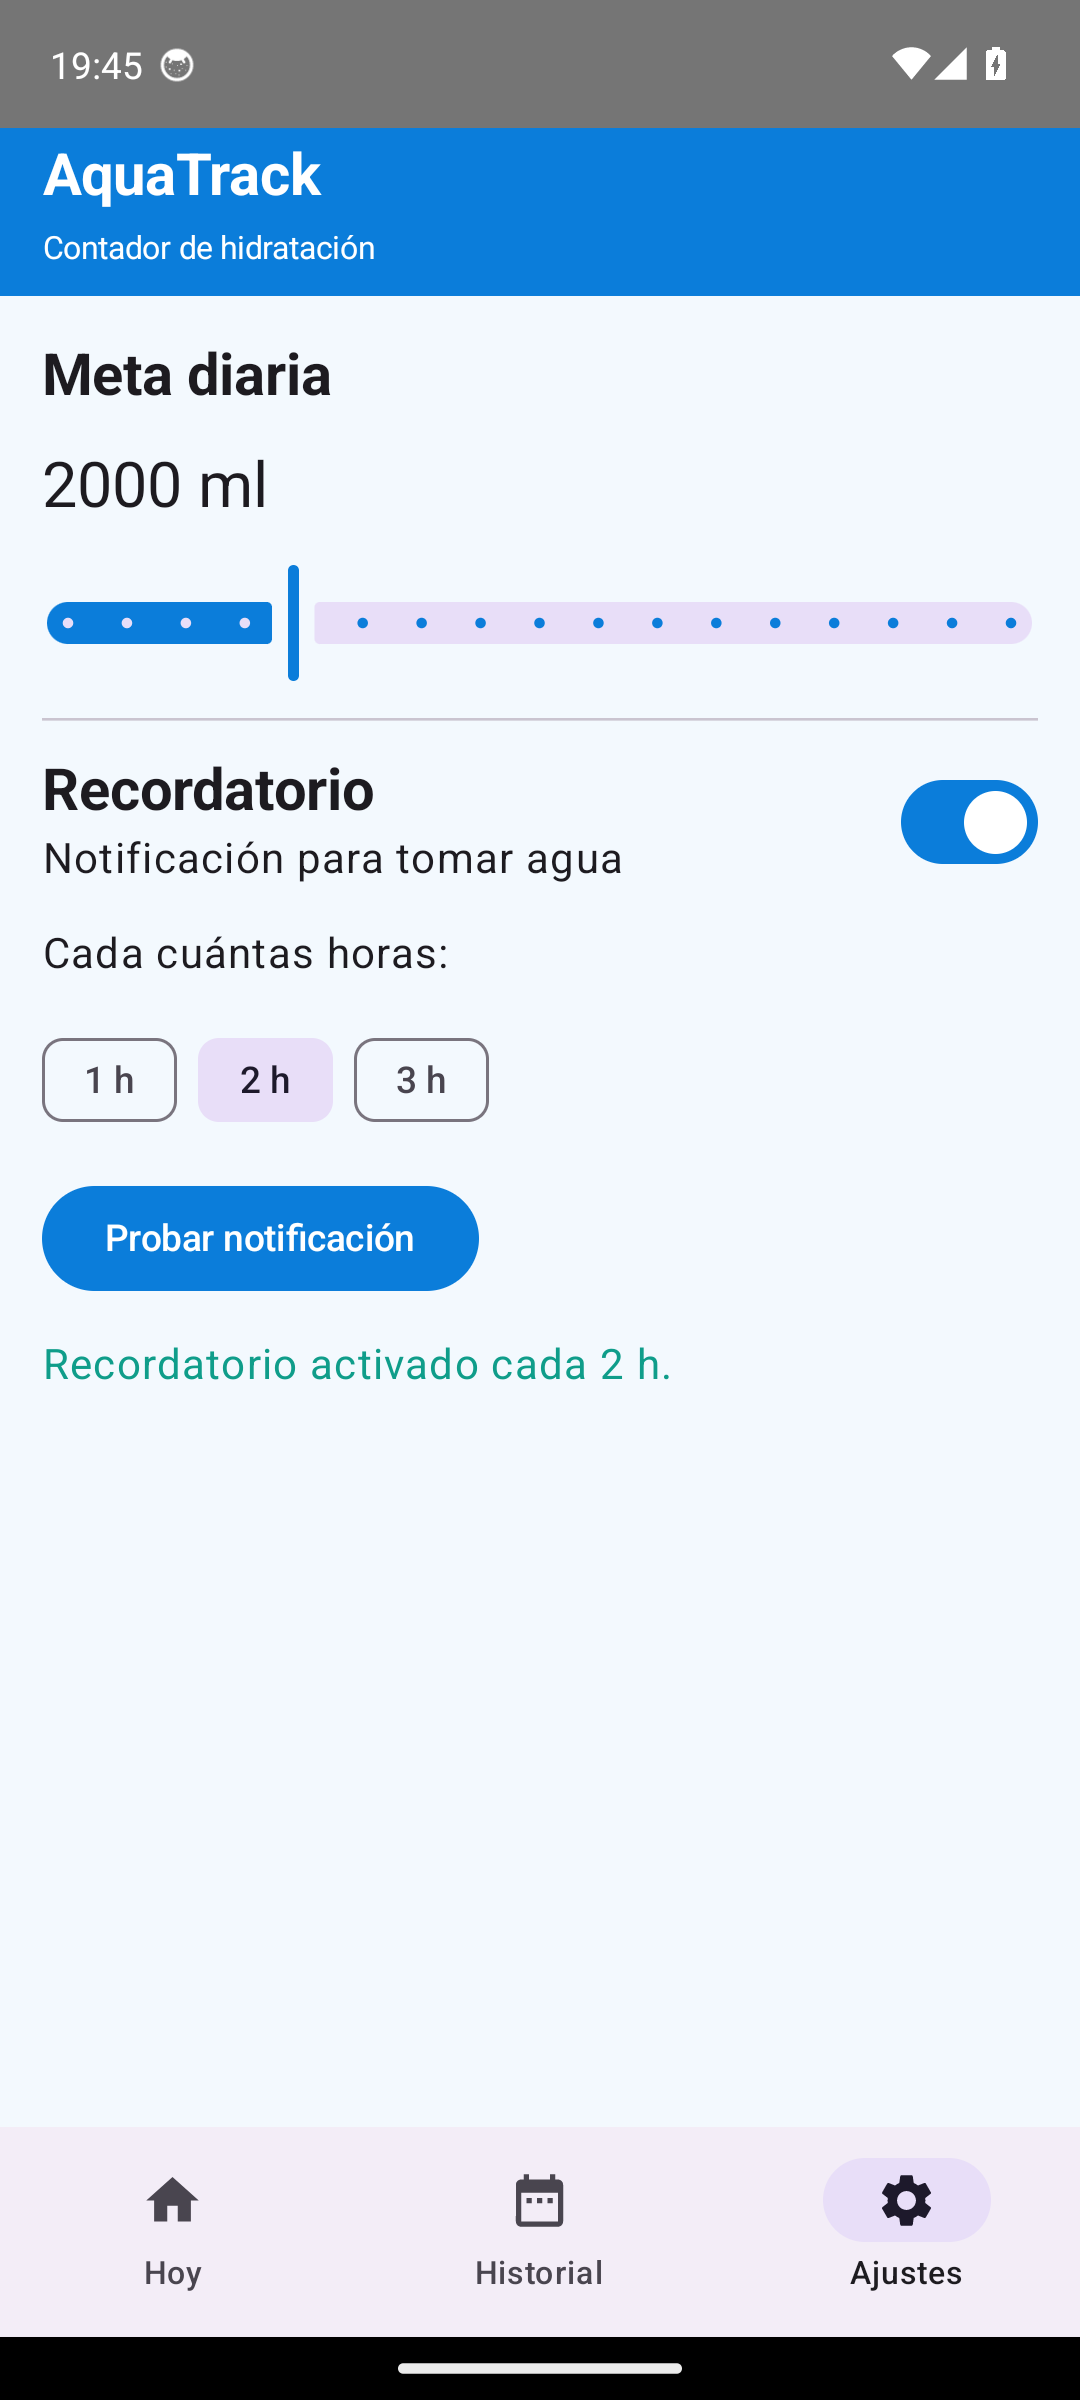 19:45
AquaTrack
Contador de hidratación
Meta diaria
2000 ml
Recordatorio
Notificación para tomar agua
Cada cuántas horas:
1 h
2 h
3 h
Probar notificación
Recordatorio activado cada 2 h.
Hoy
Historial
Ajustes